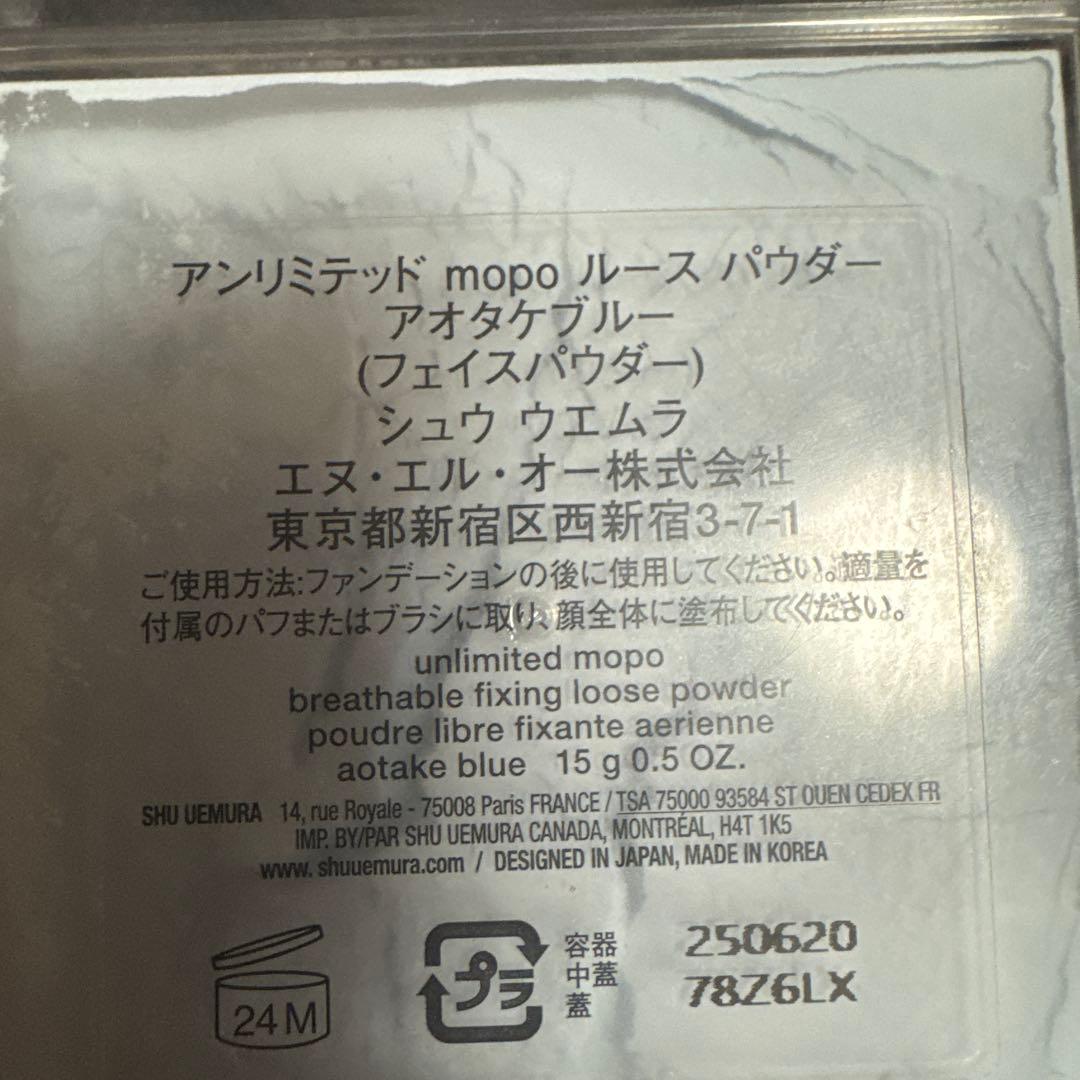 アンリミテッド mopo ルース パウダー
アオタケブルー
(フェイスパウダー)
シュウ ウエムラ
エヌ・エル・オー株式会社
東京都新宿区西新宿3-7-1
ご使用方法:ファンデーションの後に使用してください。適量を
付属のパフまたはブラシに取り、顔全体に塗布してください。
unlimited mopo
breathable fixing loose powder
poudre libre fixante aerienne
aotake blue 15 g 0.5 OZ.
SHU UEMURA 14, rue Royale - 75008 Paris FRANCE / TSA 75000 93584 ST OUEN CEDEX FR
IMP. BY/PAR SHU UEMURA CANADA, MONTRÉAL, H4T 1K5
www. shuuemura.com / DESIGNED IN JAPAN, MADE IN KOREA
24M
プラ
容器
中蓋
蓋
250620
78Z6LX